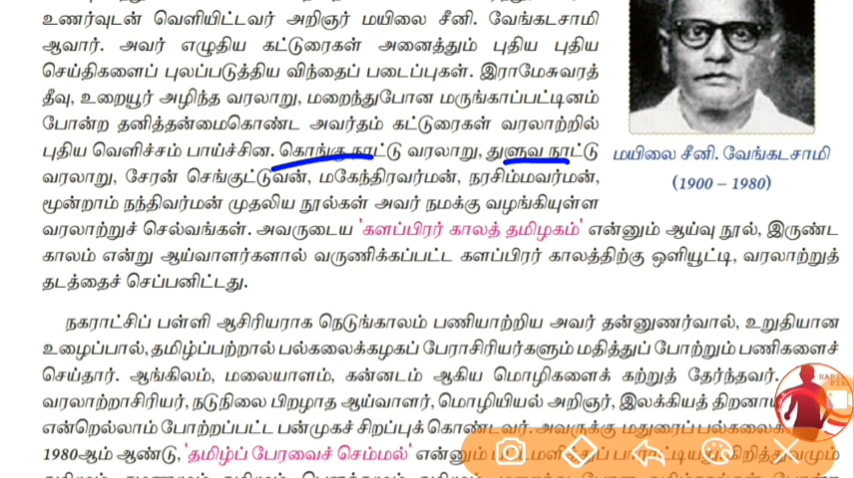 உணர்வுடன் வெளியிட்டவர் அறிஞர் மயிலை சீனி. வேங்கடசாமி
ஆவார். அவர் எழுதிய கட்டுரைகள் அனைத்தும் புதிய புதிய
செய்திகளைப் புலப்படுத்திய விந்தைப் படைப்புகள். இராமேசுவரத்
தீவு, உறையூர் அழிந்த வரலாறு, மறைந்துபோன மருங்காப்பட்டினம்
போன்ற தனித்தன்மைகொண்ட அவர்தம் கட்டுரைகள் வரலாற்றில்
புதிய வெளிச்சம் பாய்ச்சின. கொங்கு நாட்டு வரலாறு, துளுவ நாட்டு
வரலாறு, சேரன் செங்குட்டுவன், மகேந்திரவர்மன், நரசிம்மவர்மன்,
மூன்றாம் நந்திவர்மன் முதலிய நூல்கள் அவர் நமக்கு வழங்கியுள்ள
வரலாற்றுச் செல்வங்கள். அவருடைய 'களப்பிரர் காலத் தமிழகம்' என்னும் ஆய்வு நூல், இருண்ட
காலம் என்று ஆய்வாளர்களால் வருணிக்கப்பட்ட களப்பிரர் காலத்திற்கு ஒளியூட்டி, வரலாற்றுத்
தடத்தைச் செப்பனிட்டது.
மயிலை சீனி. வேங்கடசாமி
(1900 – 1980)
நகராட்சிப் பள்ளி ஆசிரியராக நெடுங்காலம் பணியாற்றிய அவர் தன்னுணர்வால், உறுதியான
உழைப்பால், தமிழ்ப்பற்றால் பல்கலைக்கழகப் பேராசிரியர்களும் மதித்துப் போற்றும் பணிகளைச்
செய்தார். ஆங்கிலம், மலையாளம், கன்னடம் ஆகிய மொழிகளைக் கற்றுத் தேர்ந்தவர்.
வரலாற்றாசிரியர், நடுநிலை பிறழாத ஆய்வாளர், மொழியியல் அறிஞர், இலக்கியத்
என்றெல்லாம் போற்றப்பட்ட பன்முகச் சிறப்புக் கொண்டவர். அவருக்கு
1980ஆம் ஆண்டு, 'தமிழ்ப் பேரவைச் செம்மல்' என்னும்